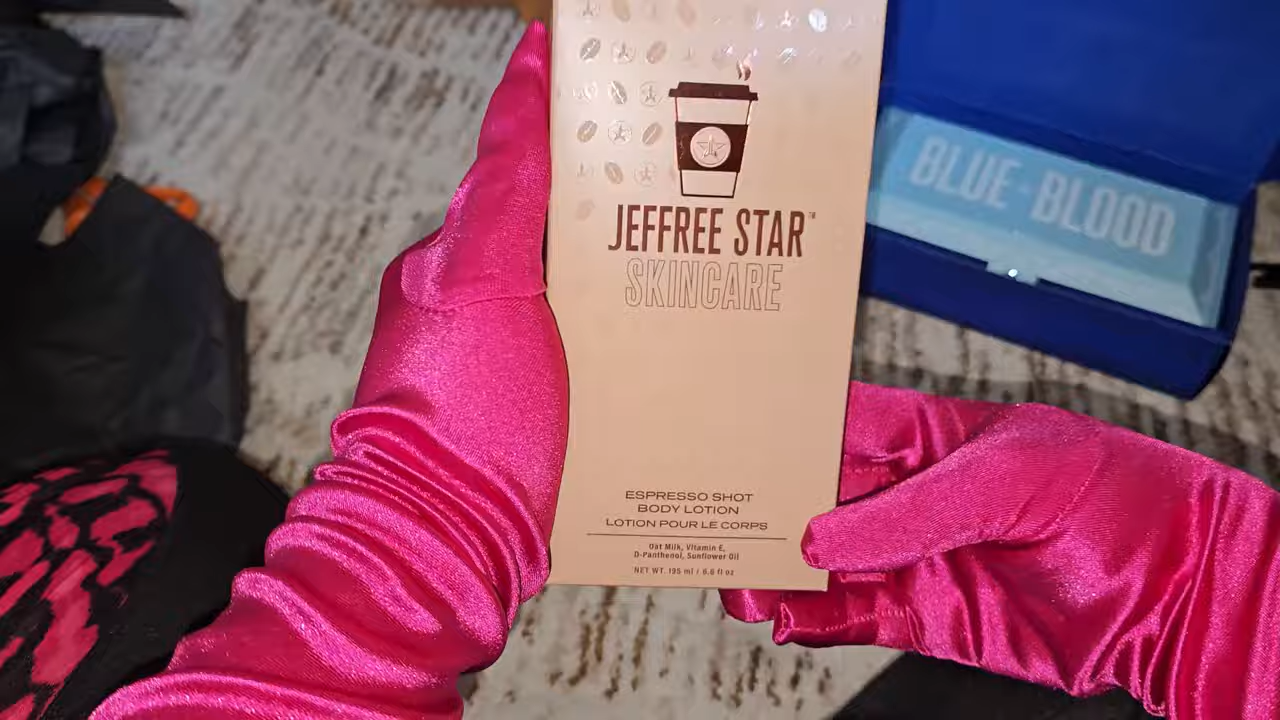 JEFFREE STAR™
SKINCARE
ESPRESSO SHOT
BODY LOTION
LOTION POUR LE CORPS
Oat Milk, Vitamin E,
D-Panthenol, Sunflower Oil
NET WT. 195 ml / 6.6 fl oz
BLUE-BLOOD